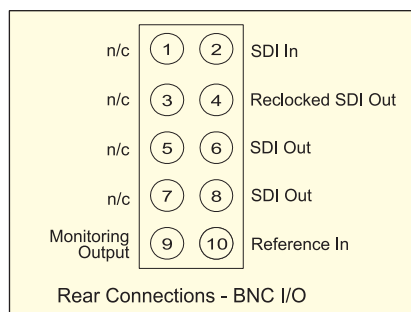 n/c 1 2 SDI In
n/c 3 4 Reclocked SDI Out
n/c 5 6 SDI Out
n/c 7 8 SDI Out
Monitoring
Output 9 10 Reference In
Rear Connections - BNC I/O